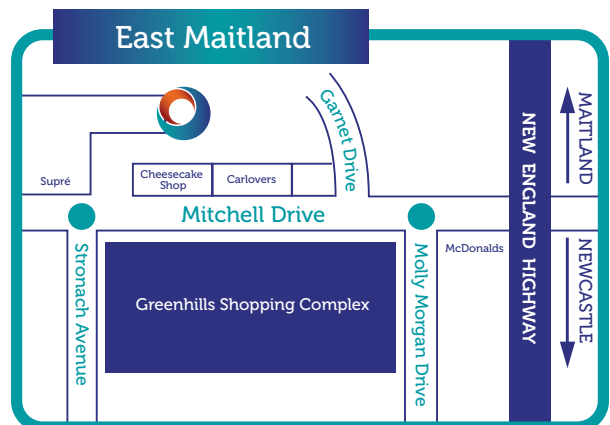 East Maitland
Garnet Drive
NEW ENGLAND HIGHWAY
MAITLAND
Supré
Cheesecake
Shop
Carlovers
Mitchell Drive
Stronach Avenue
Greenhills Shopping Complex
Molly Morgan Drive
McDonalds
NEWCASTLE